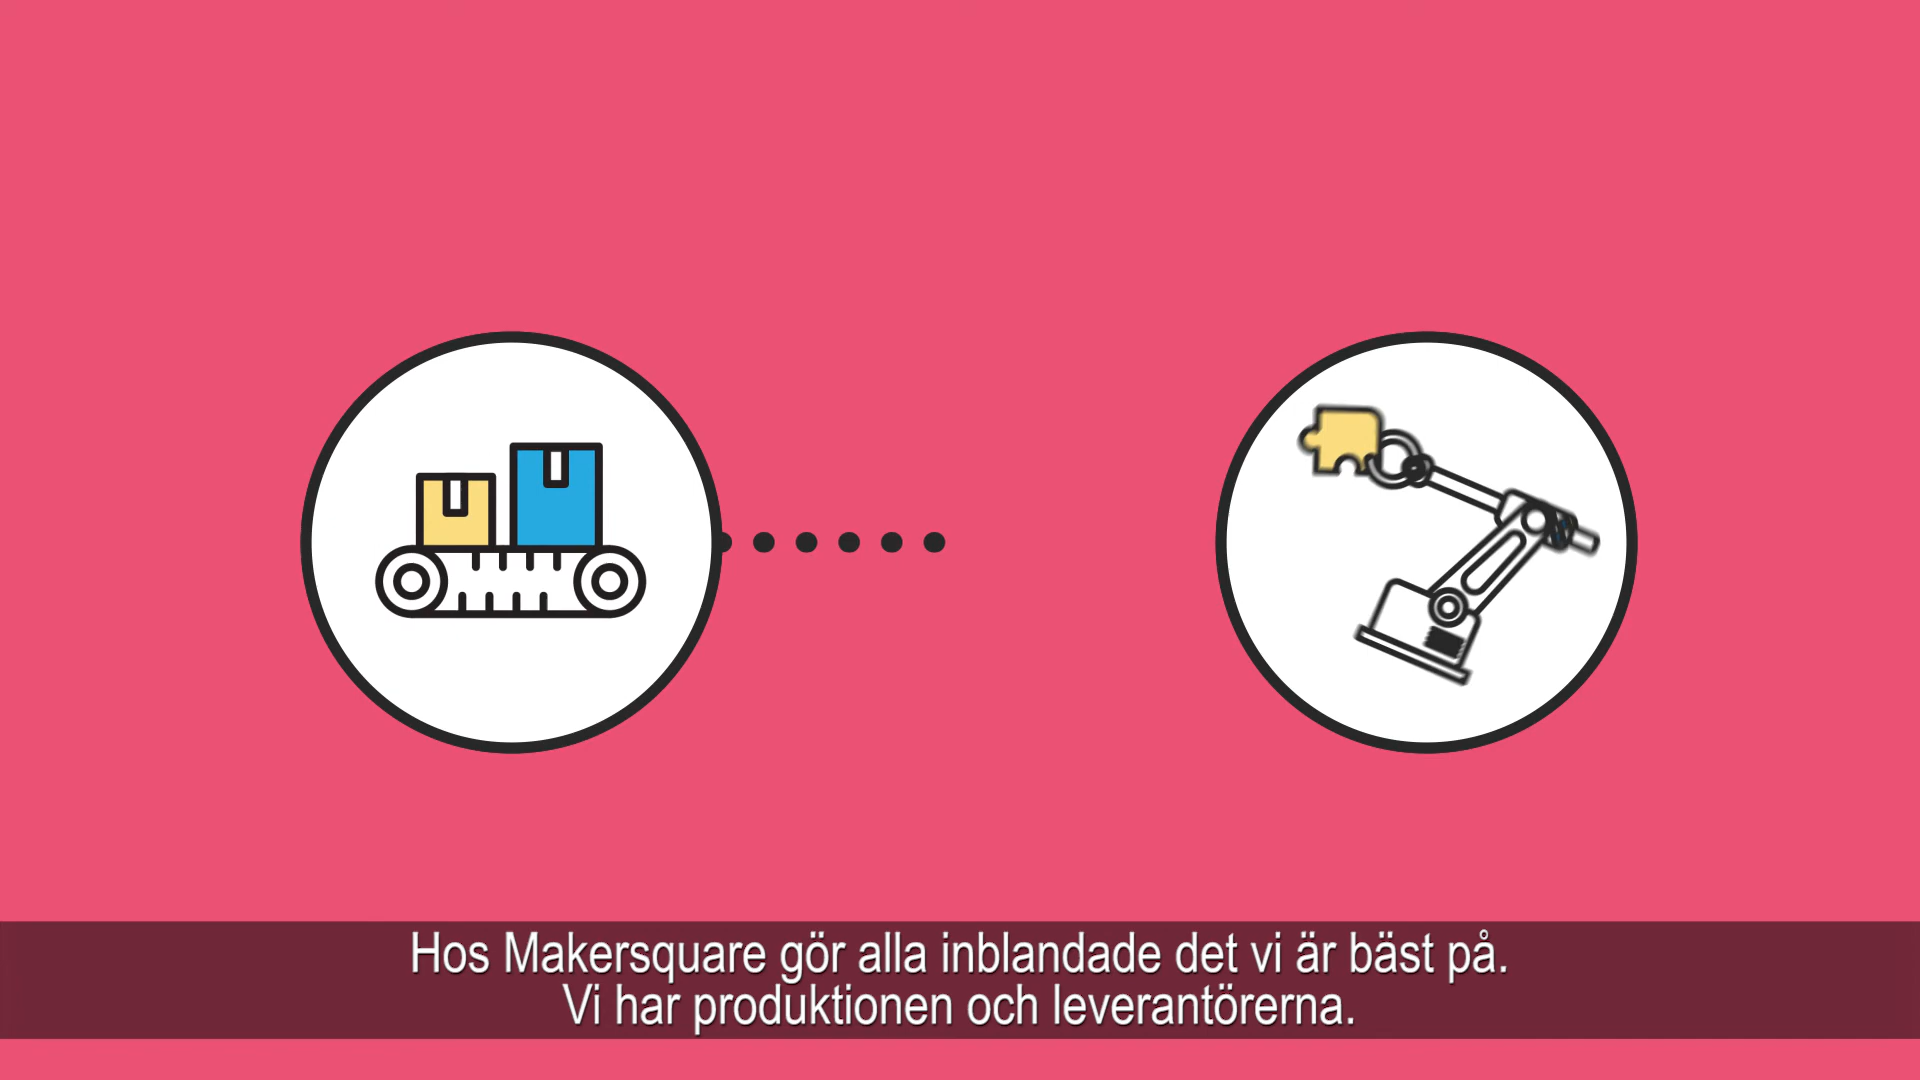 Hos Makersquare gör alla inblandade det vi är bäst på.
Vi har produktionen och leverantörerna.